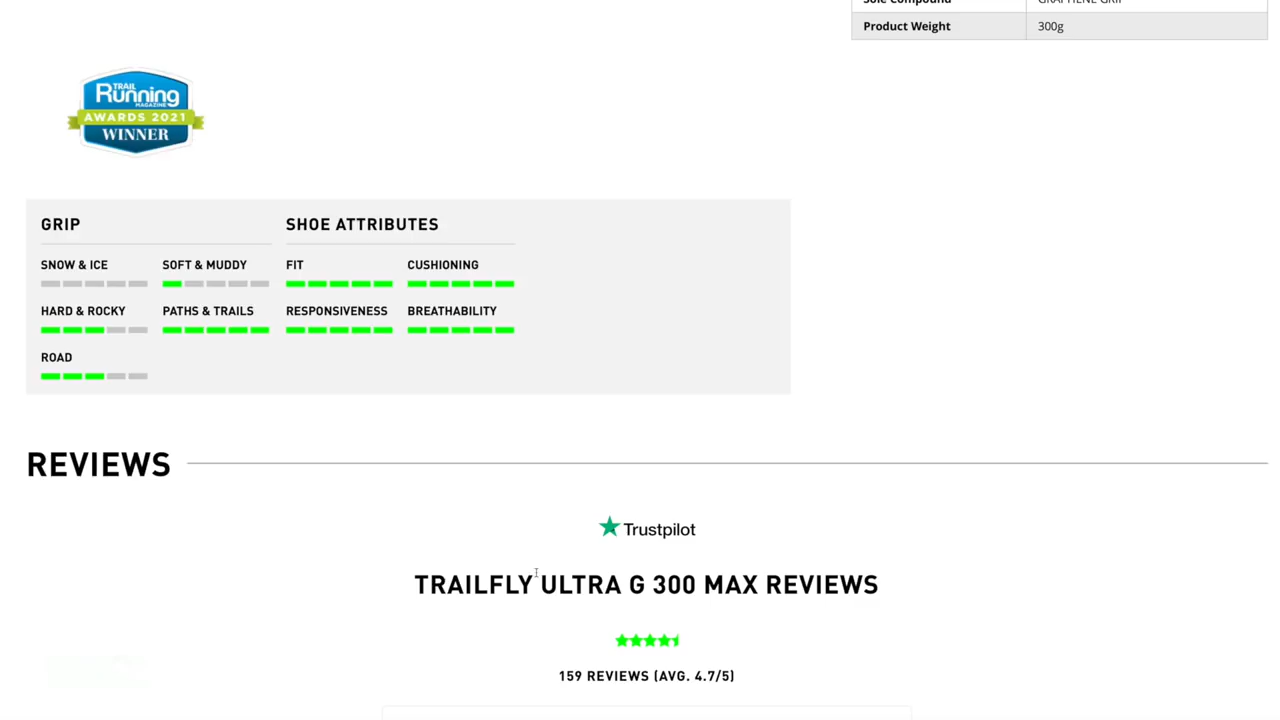 Product Weight 300g
TRAIL
Running
MAGAZINE
AWARDS 2021
WINNER
GRIP
SNOW & ICE
SOFT & MUDDY
HARD & ROCKY
PATHS & TRAILS
ROAD
SHOE ATTRIBUTES
FIT
CUSHIONING
RESPONSIVENESS
BREATHABILITY
REVIEWS
Trustpilot
TRAILFLY ULTRA G 300 MAX REVIEWS
159 REVIEWS (AVG. 4.7/5)